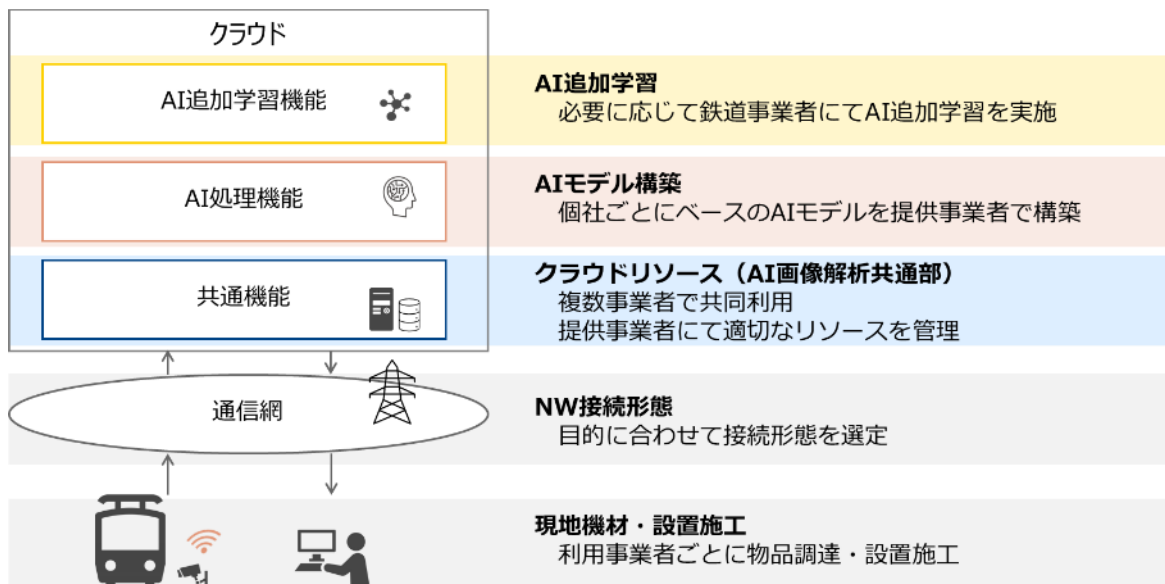 クラウド
AI追加学習機能
AI追加学習
必要に応じて鉄道事業者にてAI追加学習を実施
AI処理機能
AIモデル構築
個社ごとにベースのAIモデルを提供事業者で構築
共通機能
クラウドリソース（AI画像解析共通部）
複数事業者で共同利用
提供事業者にて適切なリソースを管理
通信網
NW接続形態
目的に合わせて接続形態を選定
現地機材・設置施工
利用事業者ごとに物品調達・設置施工